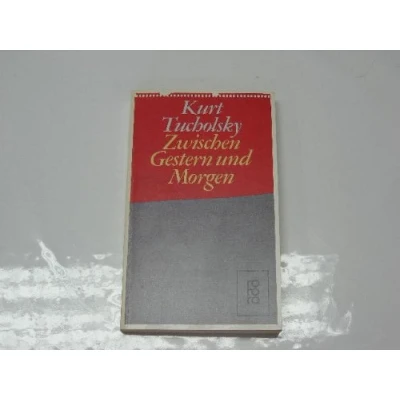 Kurt
Tucholsky
Zwischen
Gestern und
Morgen